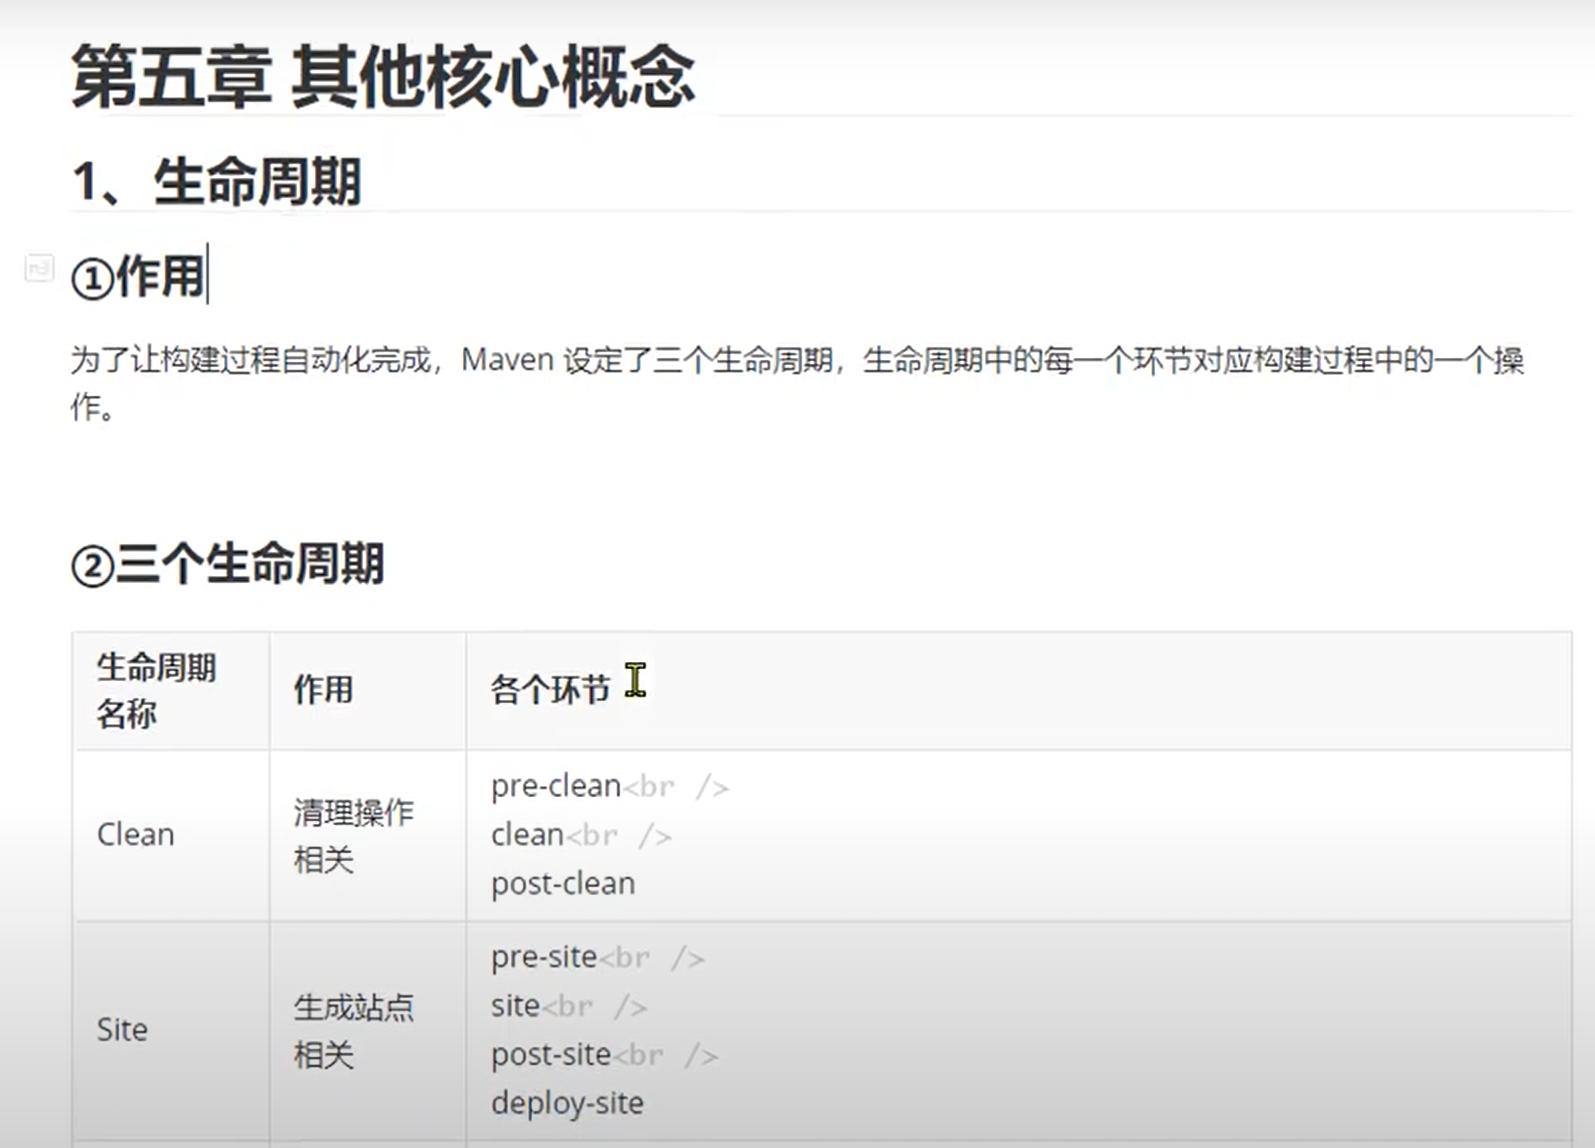 第五章 其他核心概念
1、生命周期
①作用
为了让构建过程自动化完成，Maven 设定了三个生命周期，生命周期中的每一个环节对应构建过程中的一个操
作。
②三个生命周期
生命周期
名称
作用
各个环节
Clean
清理操作
相关
pre-clean<br />
clean<br />
post-clean
Site
生成站点
相关
pre-site<br />
site<br />
post-site<br />
deploy-site